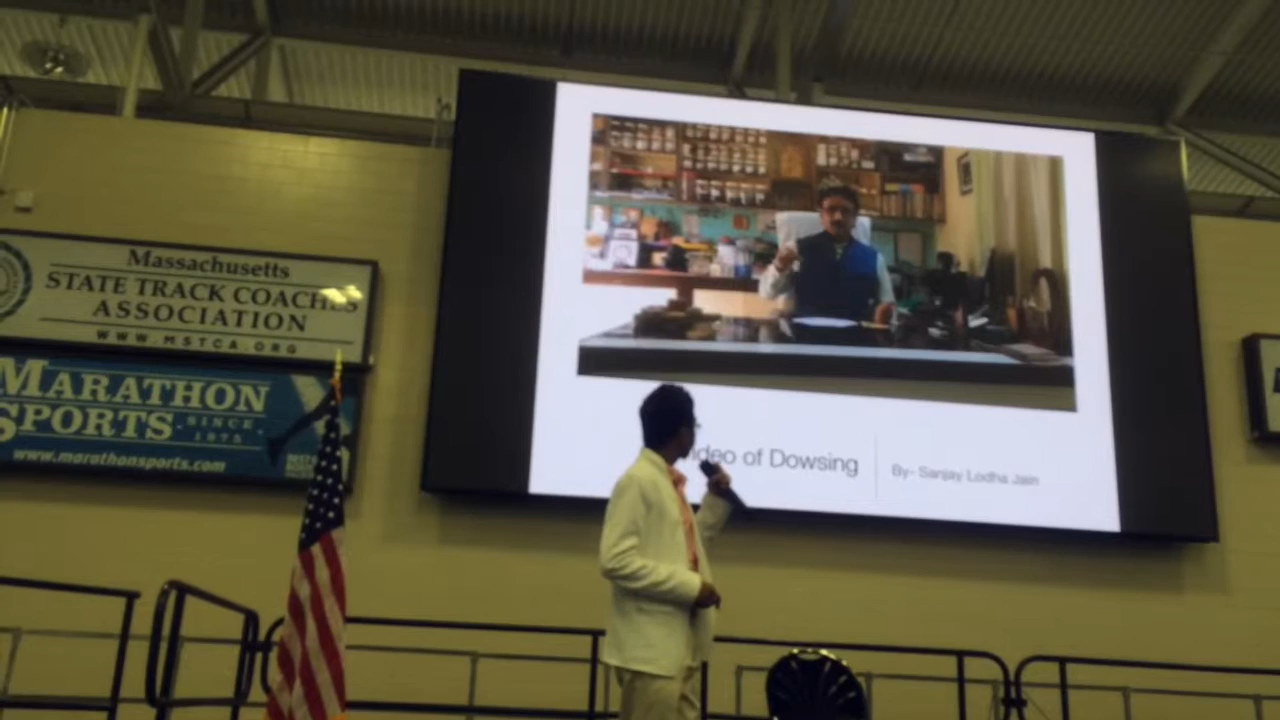 Massachusetts
STATE TRACK COACHES
ASSOCIATION
WWW.MSTCA.ORG
MARATHON
SPORTS
SINCE
1975
www.marathonsports.com
of Dowsing
By- Sanjay Lodha Jain